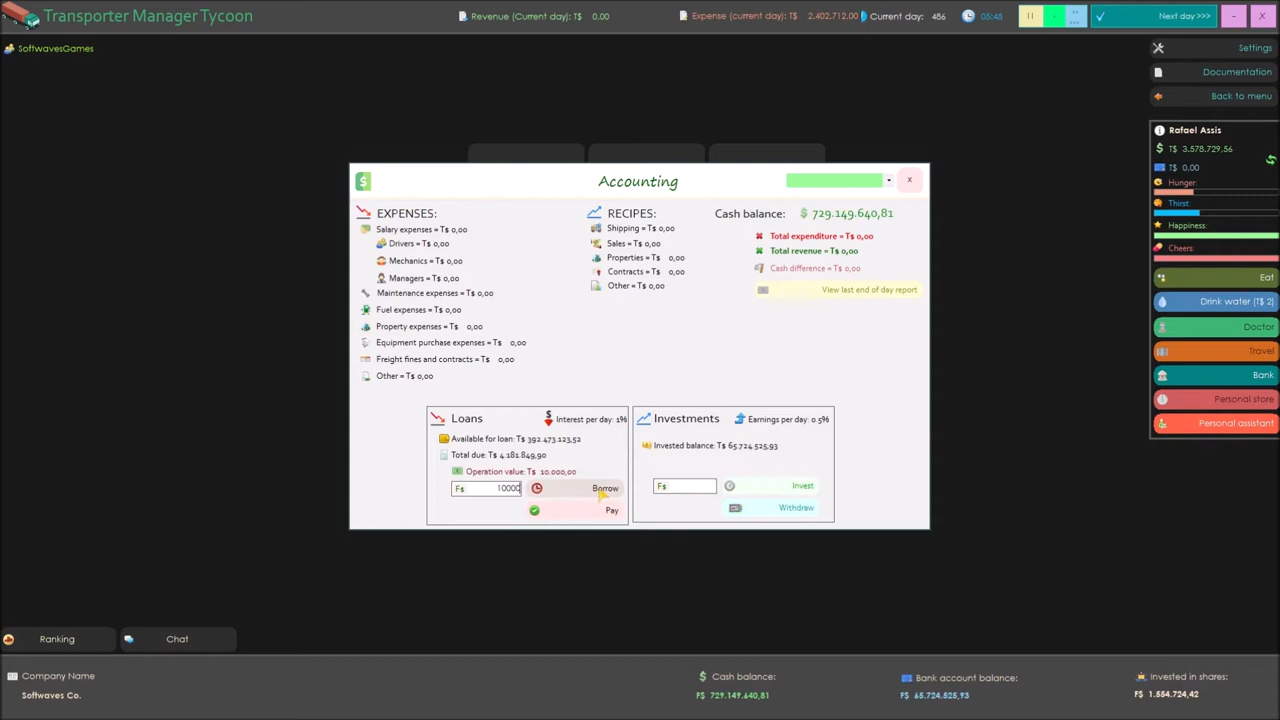 Transporter Manager Tycoon
Revenue (Current day): T$ 0,00
Expense (current day): T$ 2.402.712,00
Current day: 486
05:45
Next day >>>
- X
SoftwavesGames
Settings
Documentation
Back to menu
Rafael Assis
T$ 3.578.729,56
T$ 0,00
Hunger:
Thirst:
Happiness:
Cheers:
Eat
Drink water (T$ 2)
Doctor
Travel
Bank
Personal store
Personal assistant
Accounting
X
EXPENSES:
Salary expenses = T$ 0,00
Drivers = T$ 0,00
Mechanics = T$ 0,00
Managers = T$ 0,00
Maintenance expenses = T$ 0,00
Fuel expenses = T$ 0,00
Property expenses = T$ 0,00
Equipment purchase expenses = T$ 0,00
Freight fines and contracts = T$ 0,00
Other = T$ 0,00
RECIPES:
Shipping = T$ 0,00
Sales = T$ 0,00
Properties = T$ 0,00
Contracts = T$ 0,00
Other = T$ 0,00
Cash balance: $ 729.149.640,81
Total expenditure = T$ 0,00
Total revenue = T$ 0,00
Cash difference = T$ 0,00
View last end of day report
Loans
Interest per day: 1%
Available for loan: T$ 392.473.123,52
Total due: T$ 4.181.849,90
Operation value: T$ 10.000,00
F$ 10000
Borrow
Pay
Investments
Earnings per day: 0.5%
Invested balance: T$ 65.724.525,93
F$
Invest
Withdraw
Ranking
Chat
Company Name
Softwaves Co.
Cash balance:
F$ 729.149.640,81
Bank account balance:
F$ 65.724.525,93
Invested in shares:
F$ 1.554.724,42